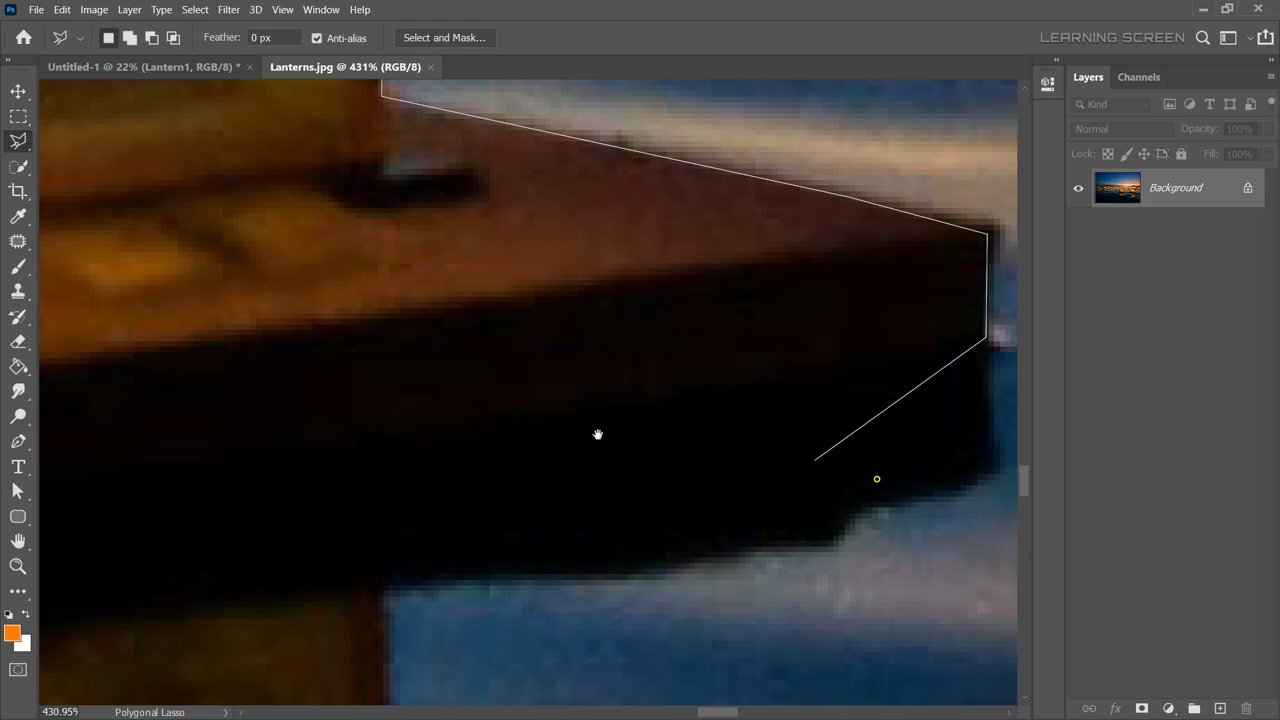 Ps File Edit Image Layer Type Select Filter 3D View Window Help
Feather: 0 px Anti-alias Select and Mask... LEARNING SCREEN
Untitled-1 @ 22% (Lantern1, RGB/8) * × Lanterns.jpg @ 431% (RGB/8) ×
Layers Channels
Kind
Normal Opacity: 100%
Lock: Fill: 100%
Background
T
fx
430.95% Polygonal Lasso